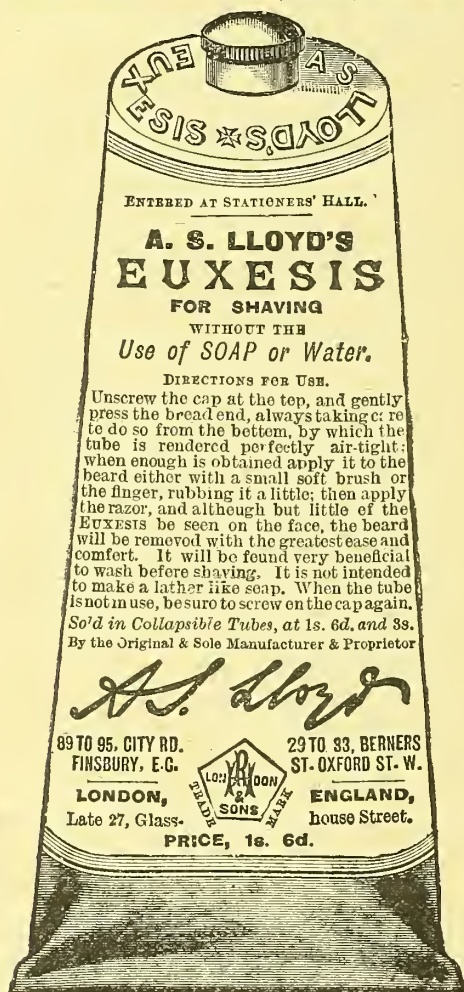 A. S. LLOYD'S EUXESIS
ENTERED AT STATIONERS' HALL.
A. S. LLOYD'S
EUXESIS
FOR SHAVING
WITHOUT THE
Use of SOAP or Water.
DIRECTIONS FOR USE.
Unscrew the cap at the top, and gently
press the broad end, always taking care
to do so from the bottom, by which the
tube is rendered perfectly air-tight;
when enough is obtained apply it to the
beard either with a small soft brush or
the finger, rubbing it a little; then apply
the razor, and although but little of the
EUXESIS be seen on the face, the beard
will be removed with the greatest ease and
comfort. It will be found very beneficial
to wash before shaving. It is not intended
to make a lather like soap. When the tube
is not in use, be sure to screw on the cap again.
So'd in Collapsible Tubes, at 1s. 6d. and 3s.
By the Original & Sole Manufacturer & Proprietor
A.S. Lloyd
89 TO 95, CITY RD.
FINSBURY, E.C.
LONDON,
Late 27, Glass-
LONDON
& SONS
TRADE MARK
29 TO 33, BERNERS
ST. OXFORD ST. W.
ENGLAND,
house Street.
PRICE, 1s. 6d.